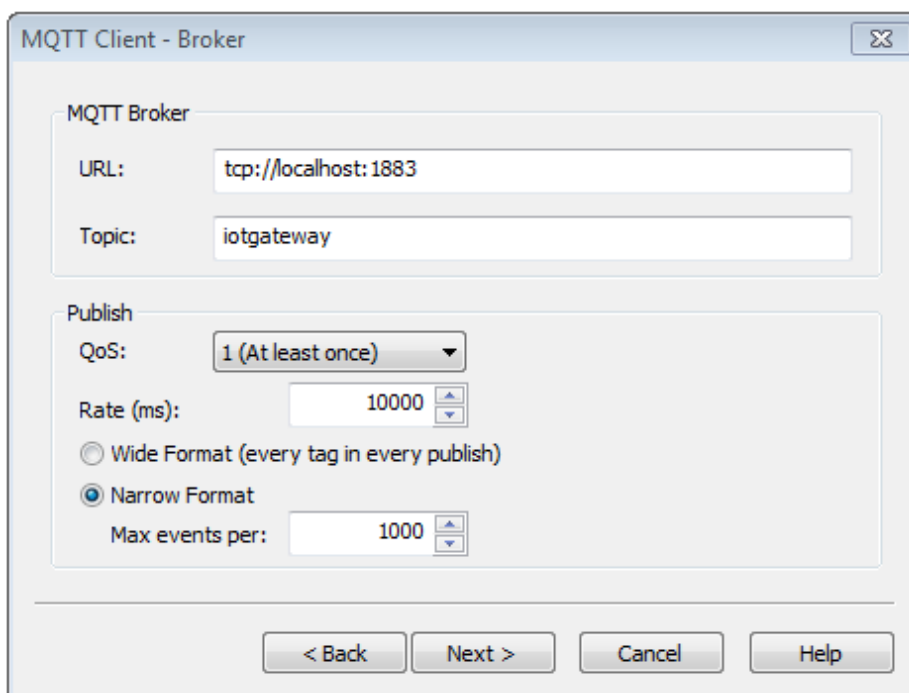 MQTT Client - Broker
MQTT Broker
URL: tcp://localhost:1883
Topic: iotgateway
Publish
QoS: 1 (At least once)
Rate (ms): 10000
Wide Format (every tag in every publish)
Narrow Format
Max events per: 1000
< Back Next > Cancel Help